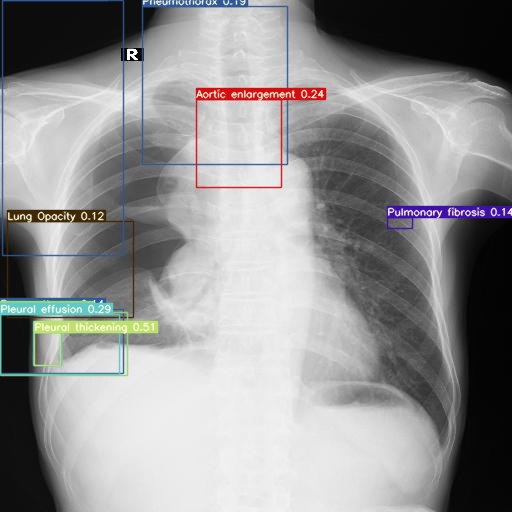 Pneumothorax 0.19
R
Aortic enlargement 0.24
Lung Opacity 0.12
Pulmonary fibrosis 0.14
Pleural effusion 0.29
Pleural thickening 0.51